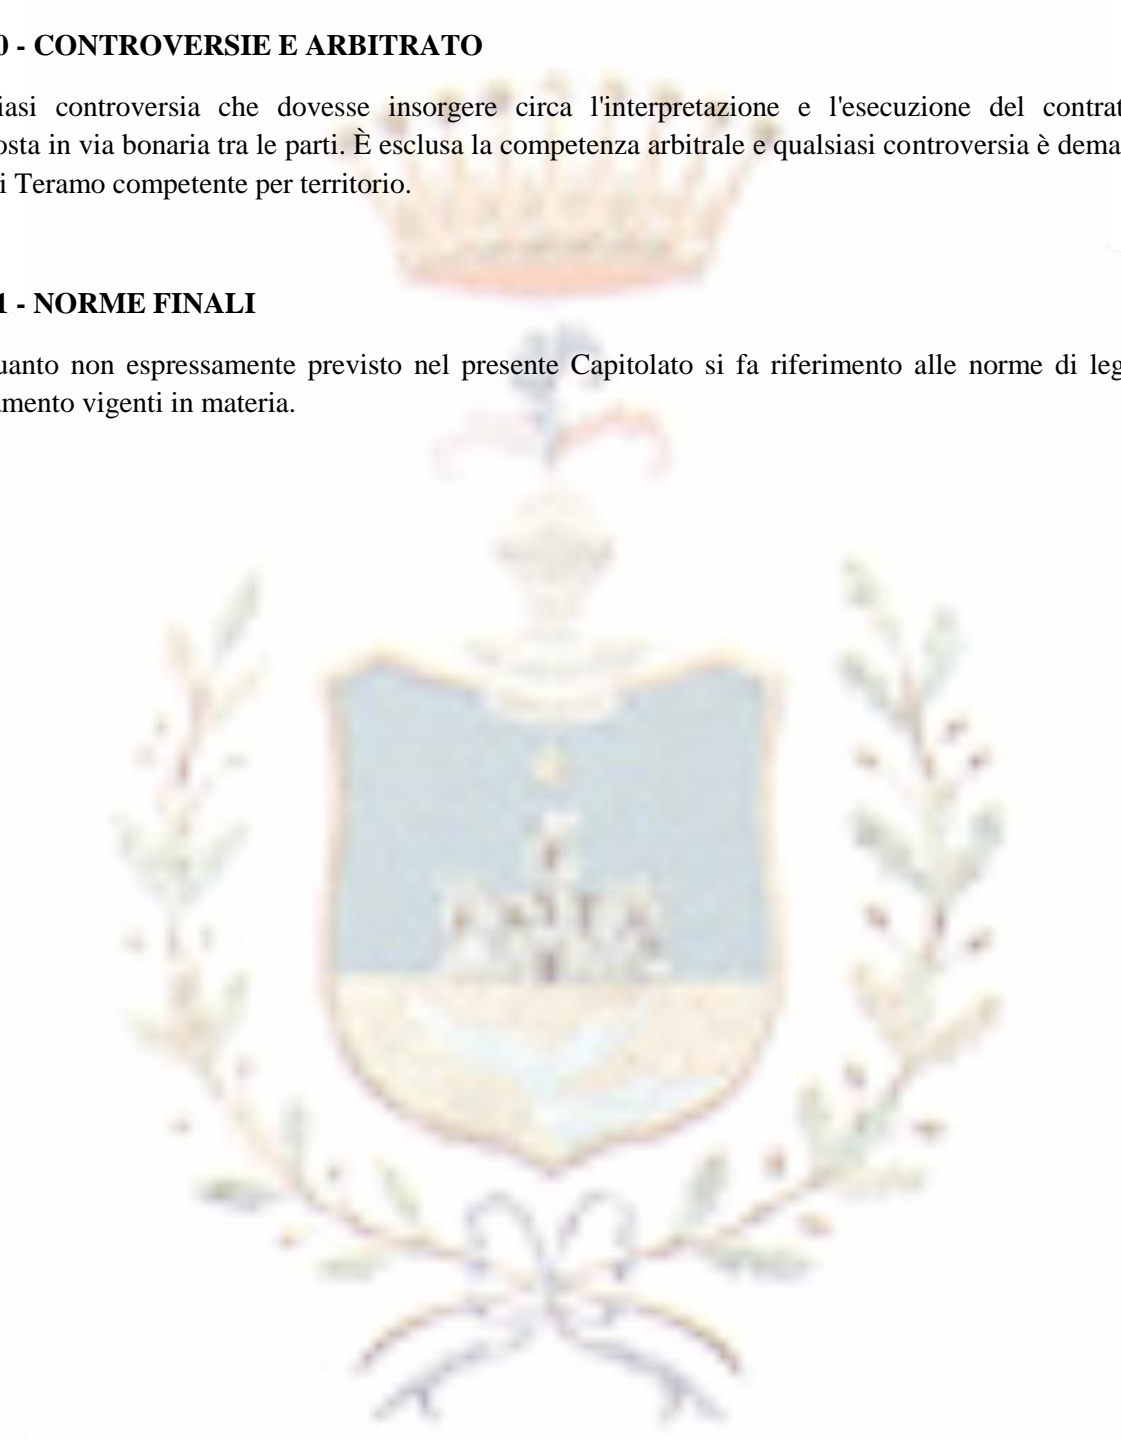 0 - CONTROVERSIE E ARBITRATO
iasi controversia che dovesse insorgere circa l'interpretazione e l'esecuzione del contrat
osta in via bonaria tra le parti. È esclusa la competenza arbitrale e qualsiasi controversia è dema
i Teramo competente per territorio.
1 - NORME FINALI
uanto non espressamente previsto nel presente Capitolato si fa riferimento alle norme di leg
amento vigenti in materia.